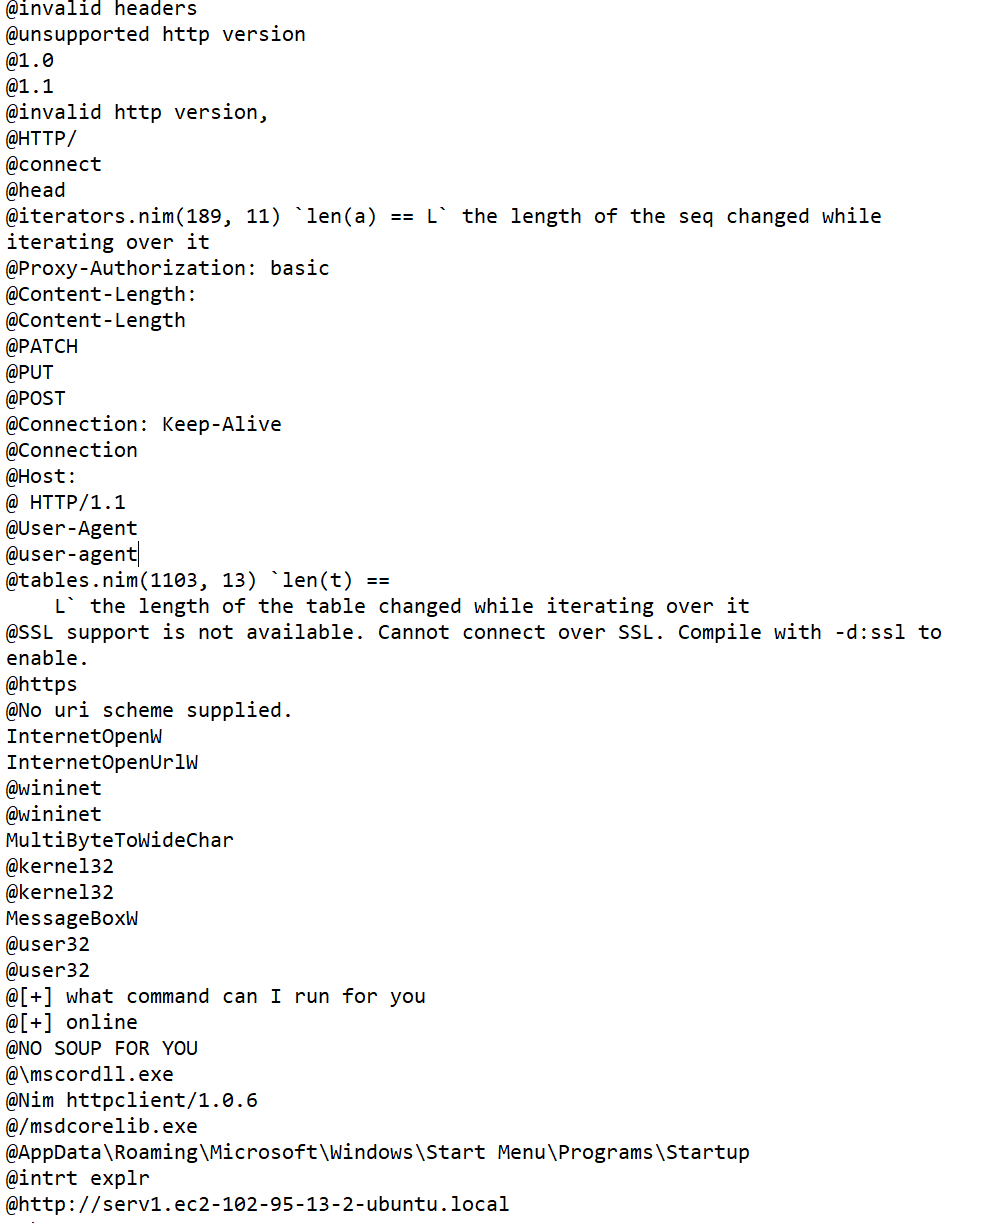 @invalid headers
@unsupported http version
@1.0
@1.1
@invalid http version,
@HTTP/
@connect
@head
@iterators.nim(189, 11) `len(a) == L` the length of the seq changed while
iterating over it
@Proxy-Authorization: basic
@Content-Length:
@Content-Length
@PATCH
@PUT
@POST
@Connection: Keep-Alive
@Connection
@Host:
@ HTTP/1.1
@User-Agent
@user-agent
@tables.nim(1103, 13) `len(t) ==
    L` the length of the table changed while iterating over it
@SSL support is not available. Cannot connect over SSL. Compile with -d:ssl to
enable.
@https
@No uri scheme supplied.
InternetOpenW
InternetOpenUrlW
@wininet
@wininet
MultiByteToWideChar
@kernel32
@kernel32
MessageBoxW
@user32
@user32
@[+] what command can I run for you
@[+] online
@NO SOUP FOR YOU
@\mscordll.exe
@Nim httpclient/1.0.6
@/msdcorelib.exe
@AppData\Roaming\Microsoft\Windows\Start Menu\Programs\Startup
@intrt explr
@http://serv1.ec2-102-95-13-2-ubuntu.local